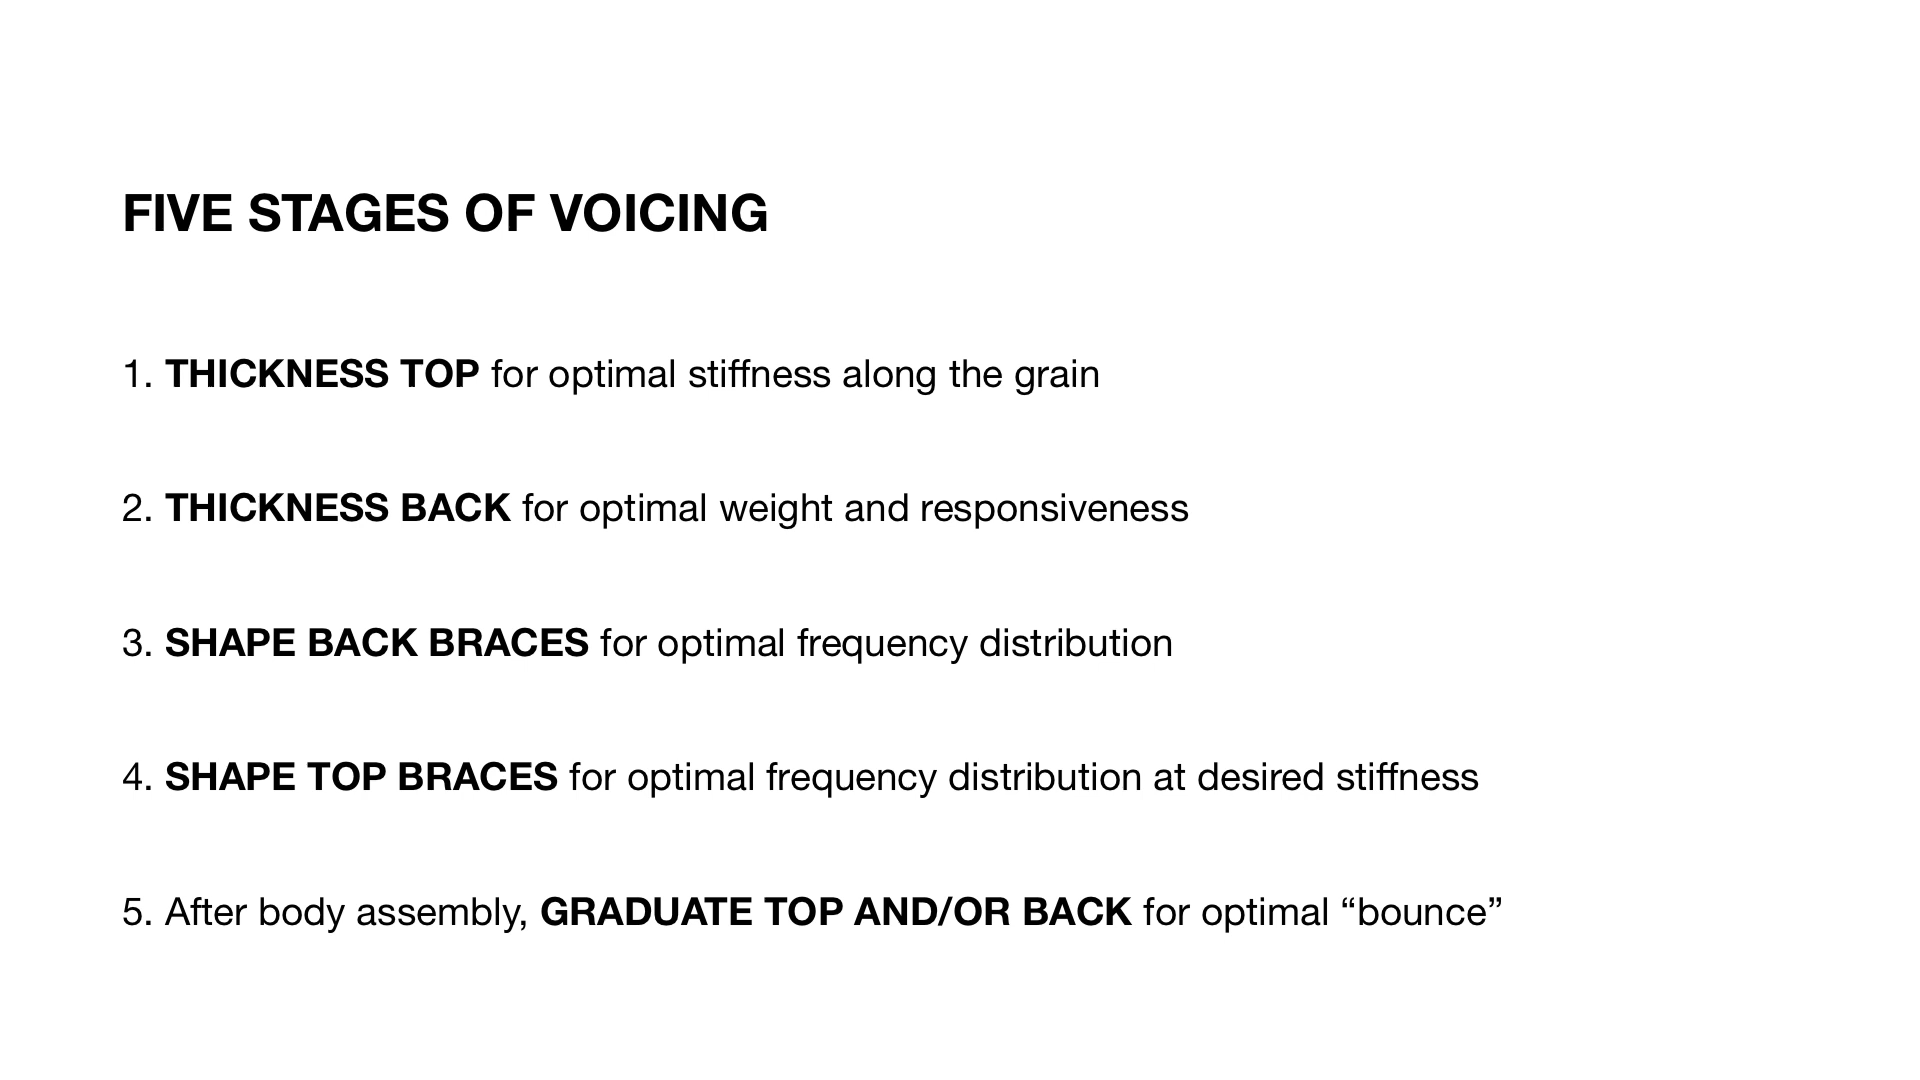 FIVE STAGES OF VOICING
1. THICKNESS TOP for optimal stiffness along the grain
2. THICKNESS BACK for optimal weight and responsiveness
3. SHAPE BACK BRACES for optimal frequency distribution
4. SHAPE TOP BRACES for optimal frequency distribution at desired stiffness
5. After body assembly, GRADUATE TOP AND/OR BACK for optimal “bounce”